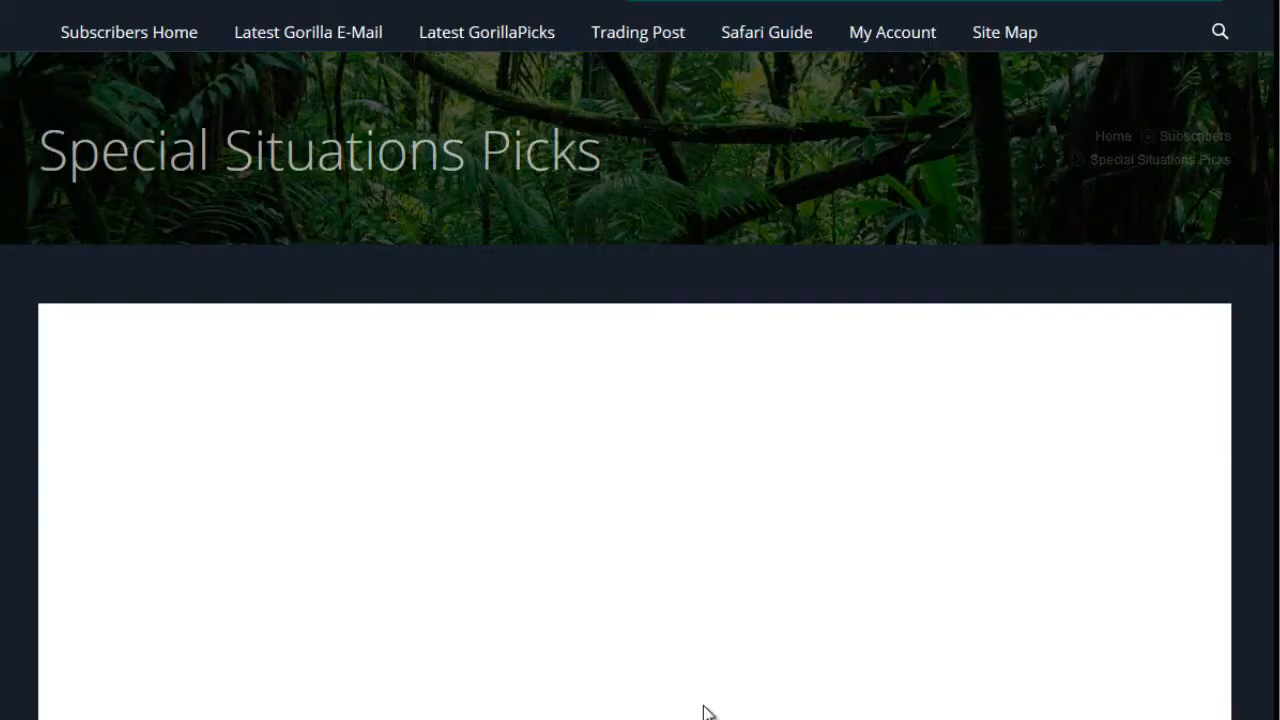 Subscribers Home Latest Gorilla E-Mail Latest GorillaPicks Trading Post Safari Guide My Account Site Map
Special Situations Picks
Home Subscribers
Special Situations Picks